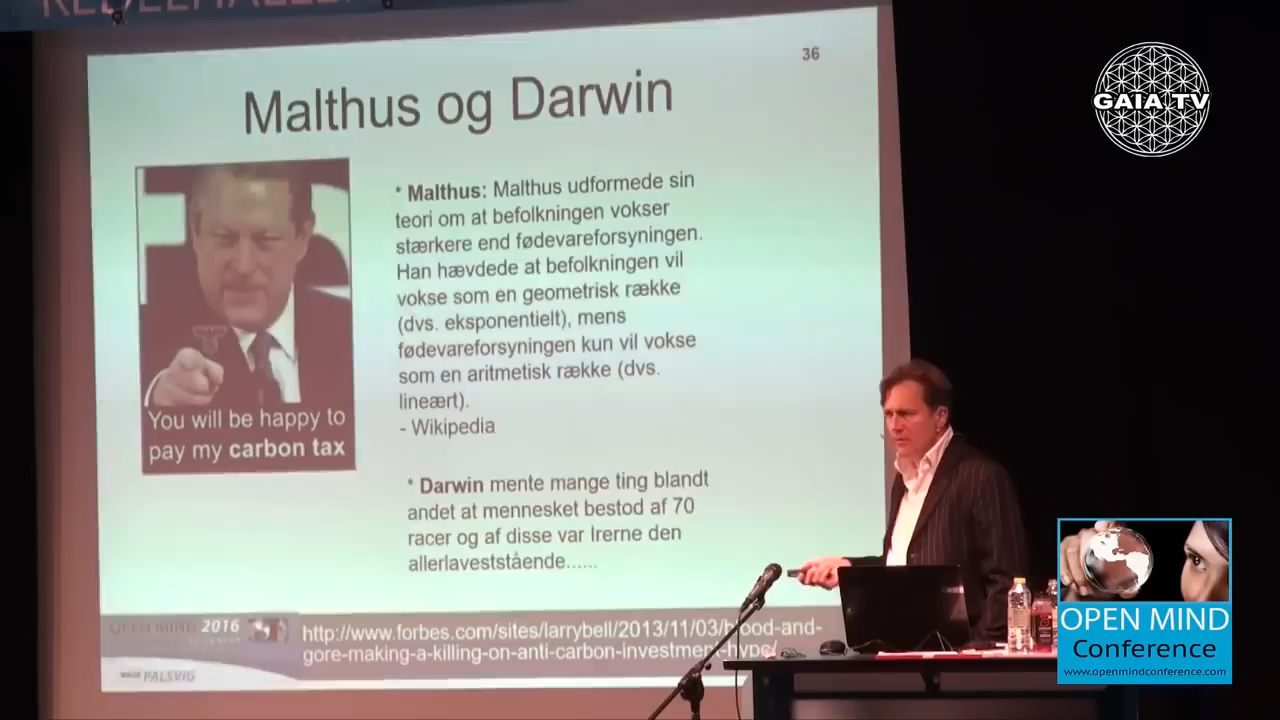 36
GAIA TV
Malthus og Darwin
* Malthus: Malthus udformede sin
teori om at befolkningen vokser
stærkere end fødevareforsyningen.
Han hævdede at befolkningen vil
vokse som en geometrisk række
(dvs. eksponentielt), mens
fødevareforsyningen kun vil vokse
som en aritmetisk række (dvs.
lineært).
- Wikipedia
You will be happy to
pay my carbon tax
* Darwin mente mange ting blandt
andet at mennesket bestod af 70
racer og af disse var Irerne den
allerlaveststående......
OPEN MIND 2016
http://www.forbes.com/sites/larrybell/2013/11/03/blood-and-
gore-making-a-killing-on-anti-carbon-investment-hype/
PALSVIG
OPEN MIND
Conference
www.openmindconference.com